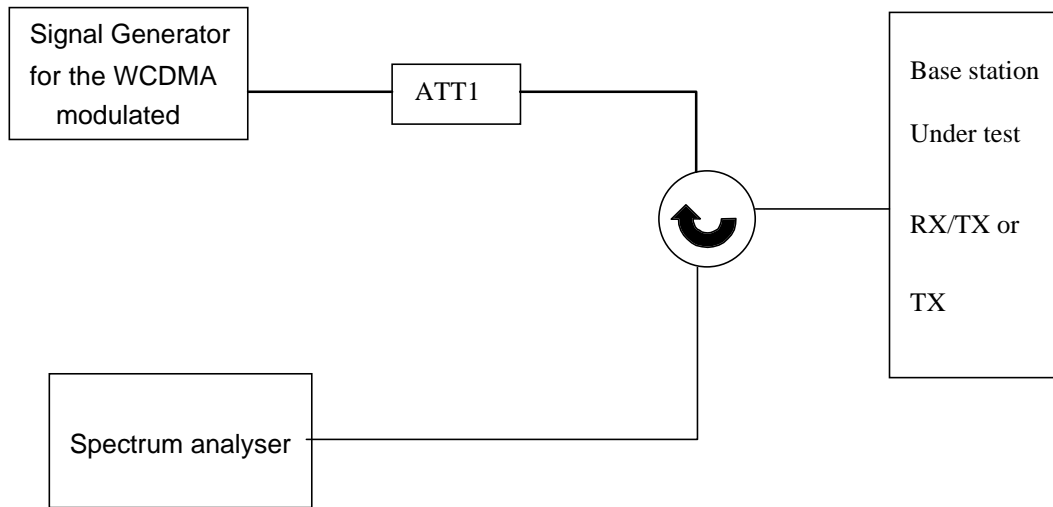 Signal Generator
for the WCDMA
modulated
ATT1
Base station
Under test
RX/TX or
TX
Spectrum analyser